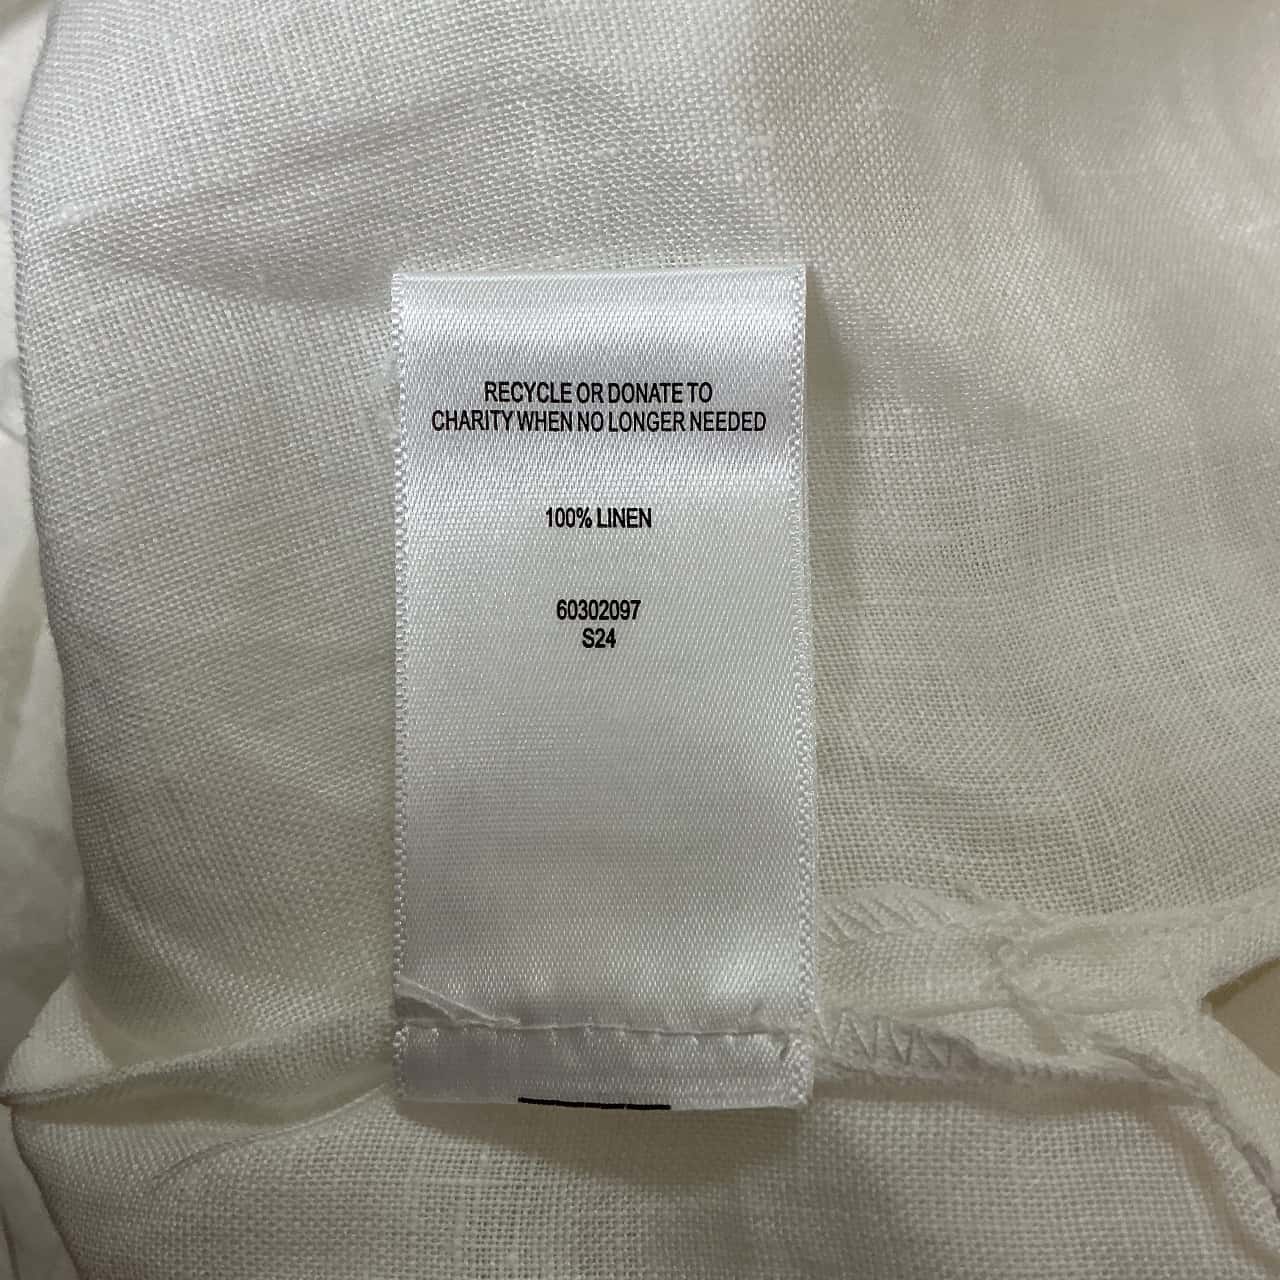 RECYCLE OR DONATE TO
CHARITY WHEN NO LONGER NEEDED
100% LINEN
60302097
S24